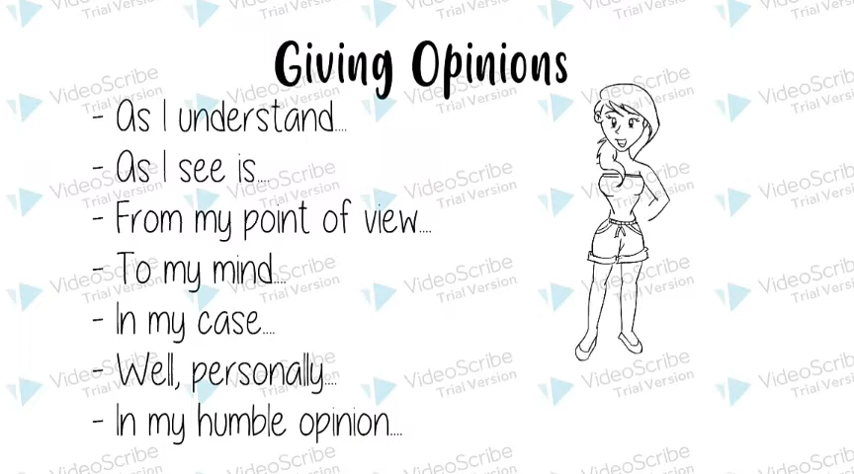 Giving Opinions
- As I understand....
- As I see is....
- From my point of view....
- To my mind....
- In my case....
- Well, personally....
- In my humble opinion....
VideoScribe
Trial Version